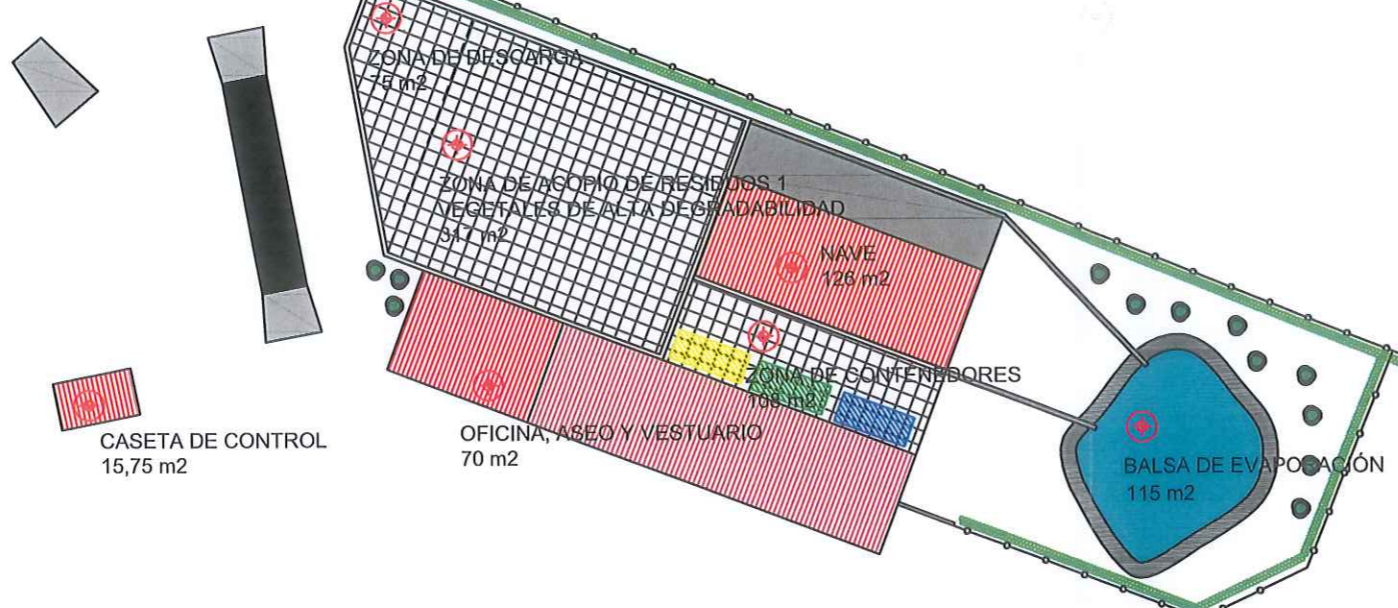 ZONA DE DESCARGA
75 m2
ZONA DE ACOPIO DE RESIDUOS 1
VEGETALES DE ALTA DEGRADABILIDAD
317 m2
NAVE
126 m2
ZONA DE CONTENEDORES
168 m2
OFICINA, ASEO Y VESTUARIO
70 m2
CASETA DE CONTROL
15,75 m2
BALSA DE EVAPORACIÓN
115 m2